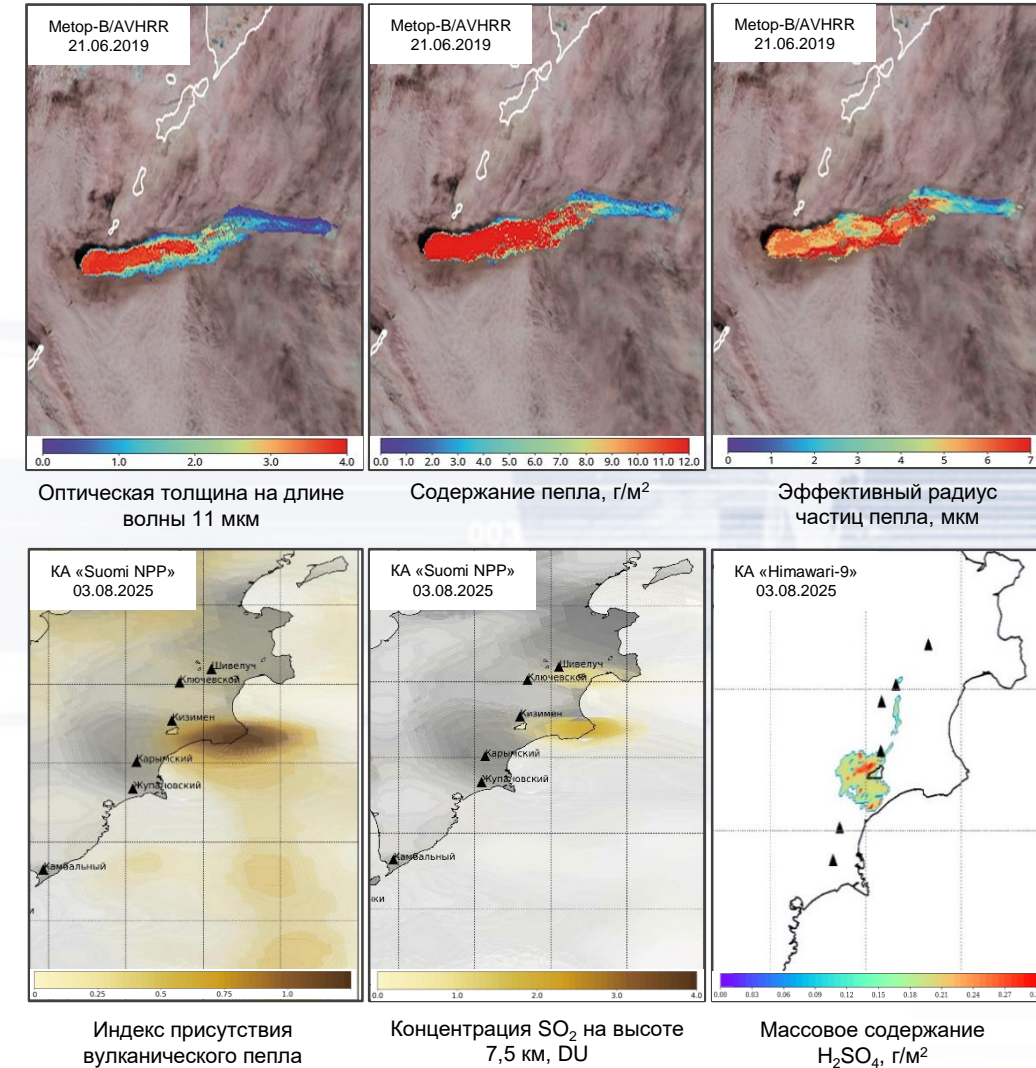 Metop-B/AVHRR
21.06.2019
Metop-B/AVHRR
21.06.2019
Metop-B/AVHRR
21.06.2019
0.0 1.0 2.0 3.0 4.0
0.0 1.0 2.0 3.0 4.0 5.0 6.0 7.0 8.0 9.0 10.0 11.0 12.0
0 1 2 3 4 5 6 7
Оптическая толщина на длине
волны 11 мкм
Содержание пепла, г/м²
Эффективный радиус
частиц пепла, мкм
003
КА «Suomi NPP»
03.08.2025
Шивелуч
Ключевской
Кизимен
Карымский
Жупановский
Камбальный
и
0 0.25 0.5 0.75 1.0
Индекс присутствия
вулканического пепла
КА «Suomi NPP»
03.08.2025
Шивелуч
Ключевской
Кизимен
Карымский
Жупановский
Камбальный
чки
0.0 1.0 2.0 3.0 4.0
Концентрация SO₂ на высоте
7,5 км, DU
КА «Himawari-9»
03.08.2025
0.00 0.03 0.06 0.09 0.12 0.15 0.18 0.21 0.24 0.27
Массовое содержание
H₂SO₄, г/м²